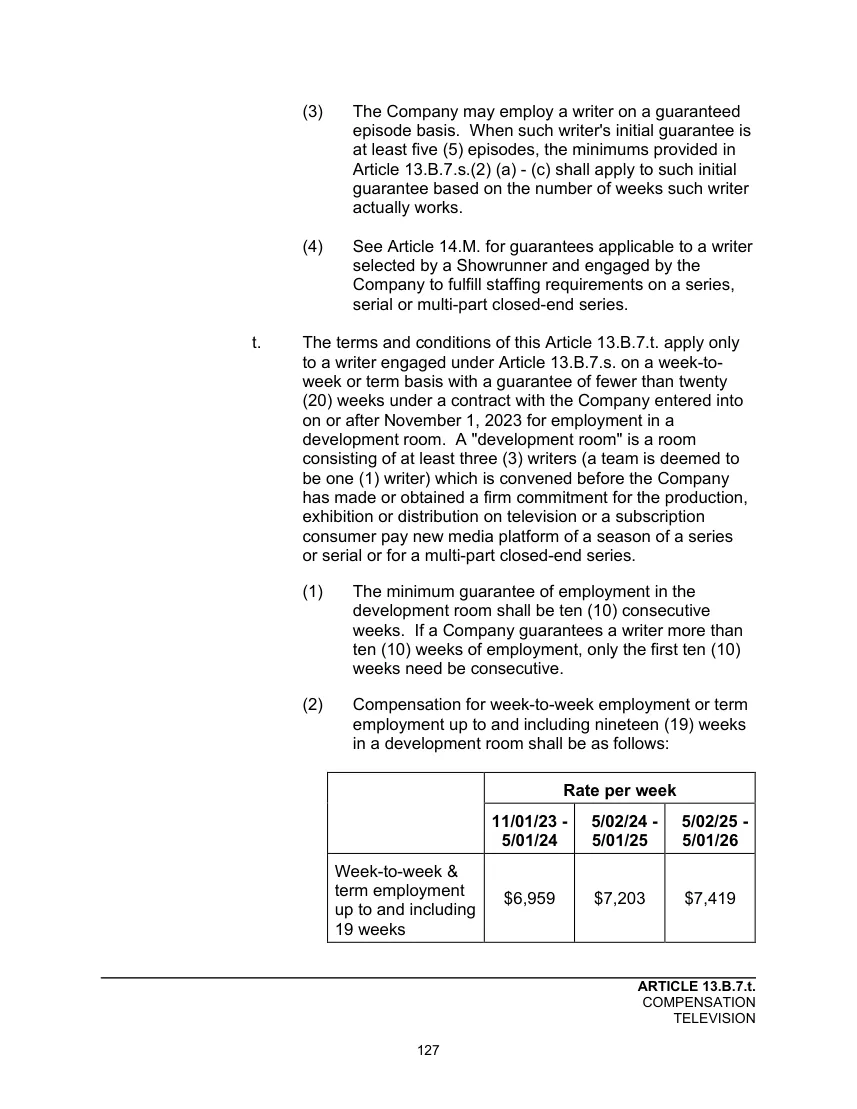 (3) The Company may employ a writer on a guaranteed
episode basis.  When such writer's initial guarantee is
at least five (5) episodes, the minimums provided in
Article 13.B.7.s.(2) (a) - (c) shall apply to such initial
guarantee based on the number of weeks such writer
actually works.
(4) See Article 14.M. for guarantees applicable to a writer
selected by a Showrunner and engaged by the
Company to fulfill staffing requirements on a series,
serial or multi-part closed-end series.
t. The terms and conditions of this Article 13.B.7.t. apply only
to a writer engaged under Article 13.B.7.s. on a week-to-
week or term basis with a guarantee of fewer than twenty
(20) weeks under a contract with the Company entered into
on or after November 1, 2023 for employment in a
development room.  A "development room" is a room
consisting of at least three (3) writers (a team is deemed to
be one (1) writer) which is convened before the Company
has made or obtained a firm commitment for the production,
exhibition or distribution on television or a subscription
consumer pay new media platform of a season of a series
or serial or for a multi-part closed-end series.
(1) The minimum guarantee of employment in the
development room shall be ten (10) consecutive
weeks.  If a Company guarantees a writer more than
ten (10) weeks of employment, only the first ten (10)
weeks need be consecutive.
(2) Compensation for week-to-week employment or term
employment up to and including nineteen (19) weeks
in a development room shall be as follows:
Rate per week
11/01/23 - 5/02/24 - 5/02/25 -
5/01/24 5/01/25 5/01/26
Week-to-week &
term employment
up to and including
19 weeks
$6,959 $7,203 $7,419
ARTICLE 13.B.7.t.
COMPENSATION
TELEVISION
127